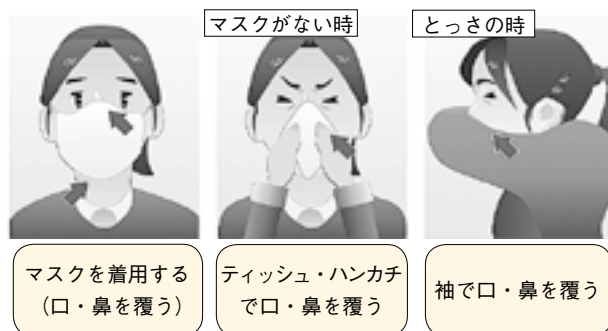 マスクがない時
とっさの時
マスクを着用する
（口・鼻を覆う）
ティッシュ・ハンカチ
で口・鼻を覆う
袖で口・鼻を覆う